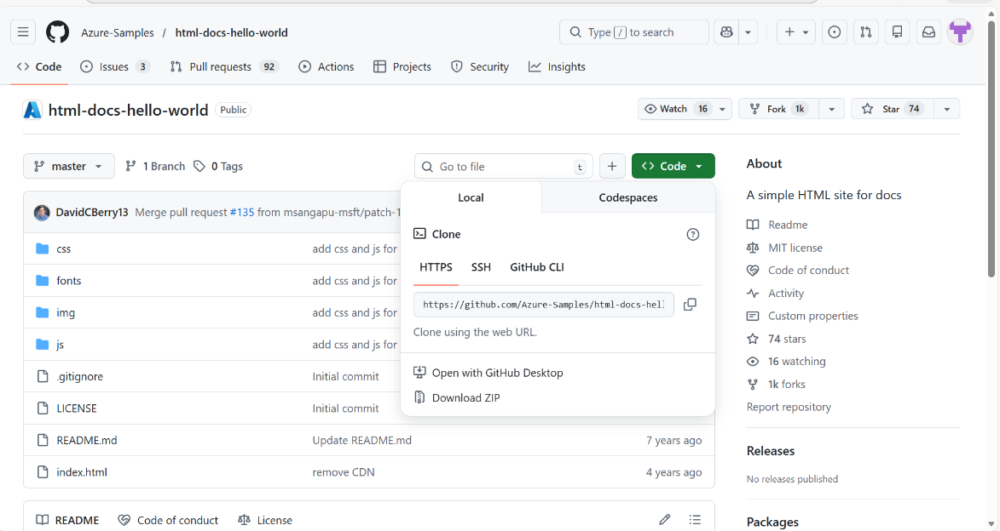 Azure-Samples / html-docs-hello-world
Type / to search
Code
Issues 3
Pull requests 92
Actions
Projects
Security
Insights
html-docs-hello-world Public
Watch 16
Fork 1k
Star 74
master
1 Branch
0 Tags
Go to file t
Code
DavidCBerry13 Merge pull request #135 from msangapu-msft/patch-1
css add css and js for
fonts add css and js for
img add css and js for
js add css and js for
.gitignore Initial commit
LICENSE Initial commit
README.md Update README.md 7 years ago
index.html remove CDN 4 years ago
Local
Codespaces
Clone
HTTPS SSH GitHub CLI
https://github.com/Azure-Samples/html-docs-hel
Clone using the web URL.
Open with GitHub Desktop
Download ZIP
README
Code of conduct
License
About
A simple HTML site for docs
Readme
MIT license
Code of conduct
Activity
Custom properties
74 stars
16 watching
1k forks
Report repository
Releases
No releases published
Packages